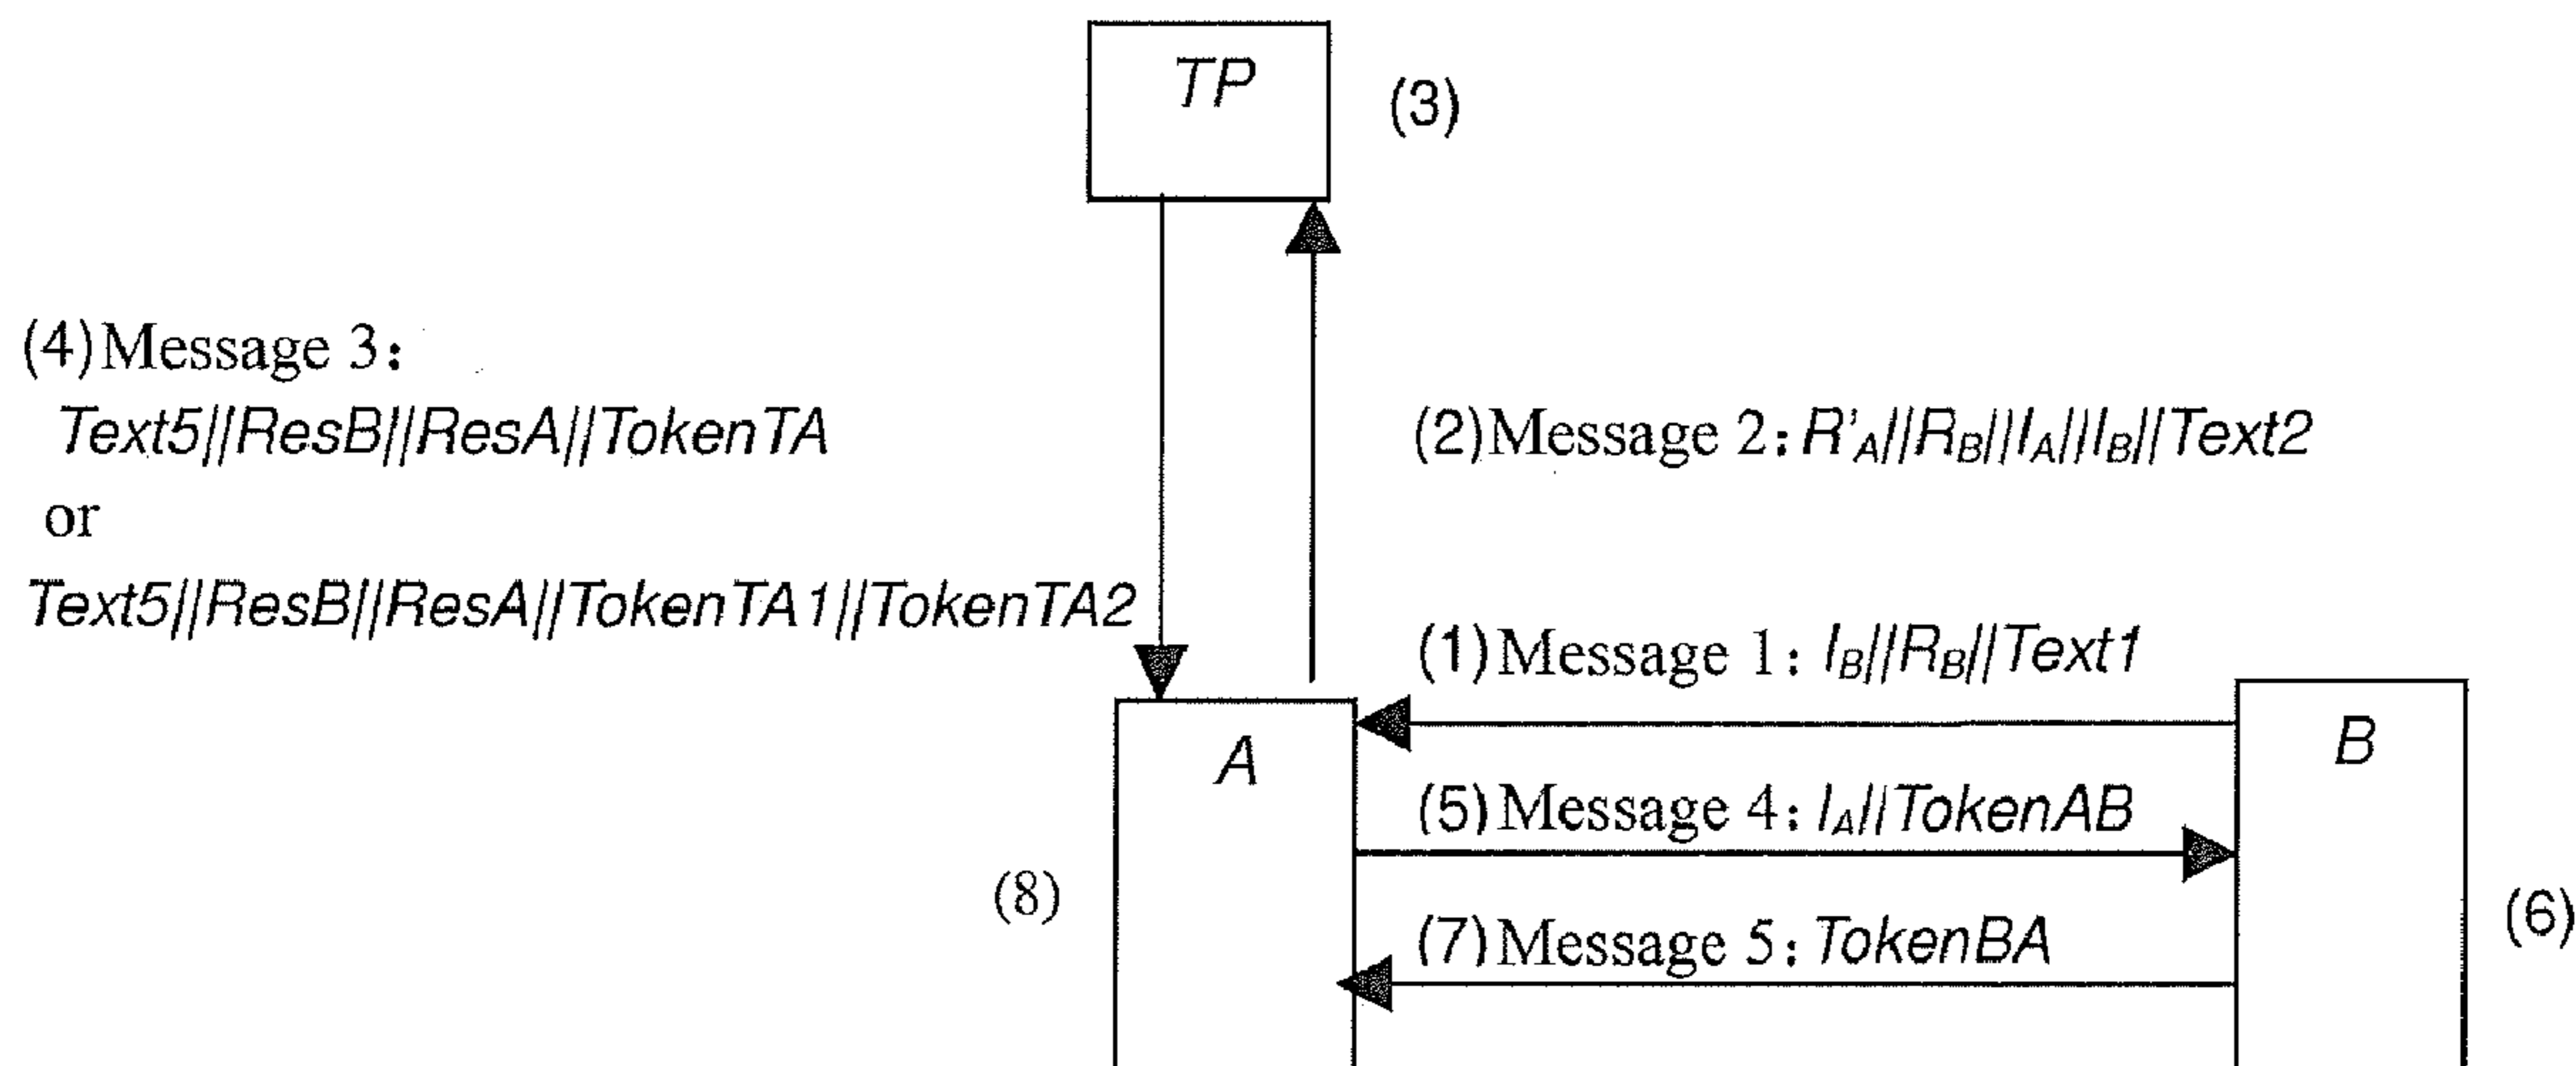 TP
(3)
(4)Message 3:
Text5||ResB||ResA||TokenTA
or
Text5||ResB||ResA||TokenTA1||TokenTA2
(2)Message 2: R'A||RB||IA||IB||Text2
(1)Message 1: IB||RB||Text1
A
B
(5)Message 4: IA||TokenAB
(8)
(6)
(7)Message 5: TokenBA